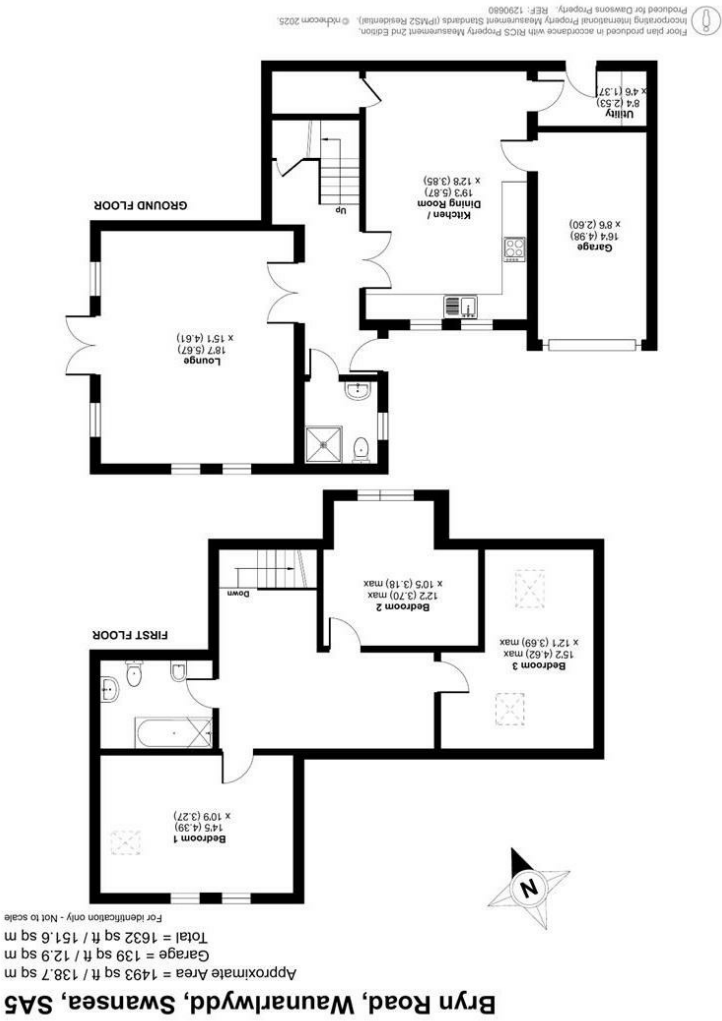 Bryn Road, Waunarlwydd, Swansea, SA5
Approximate Area = 1493 sq ft / 138.7 sq m
Garage = 139 sq ft / 12.9 sq m
Total = 1632 sq ft / 151.6 sq m
For identification only - Not to scale
N
Bedroom 1
14'5 (4.39)
x 10'9 (3.27)
Bedroom 3
15'2 (4.62) max
x 12'1 (3.69) max
FIRST FLOOR
Bedroom 2
12'2 (3.70) max
x 10'5 (3.18) max
Down
Lounge
18'7 (5.67)
x 15'1 (4.61)
Garage
16'4 (4.98)
x 8'6 (2.60)
Kitchen /
Dining Room
19'3 (5.87)
x 12'8 (3.85)
Up
GROUND FLOOR
Utility
8'4 (2.53)
x 4'6 (1.37)
Floor plan produced in accordance with RICS Property Measurement 2nd Edition,
Incorporating International Property Measurement Standards (IPMS2 Residential). © nichecom 2025.
Produced for Dawsons Property. REF: 1290680